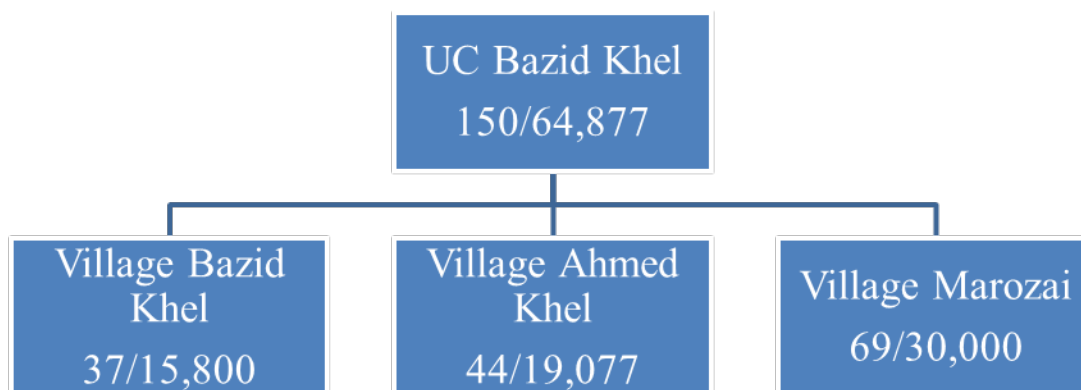 UC Bazid Khel
150/64,877
Village Bazid
Khel
37/15,800
Village Ahmed
Khel
44/19,077
Village Marozai
69/30,000